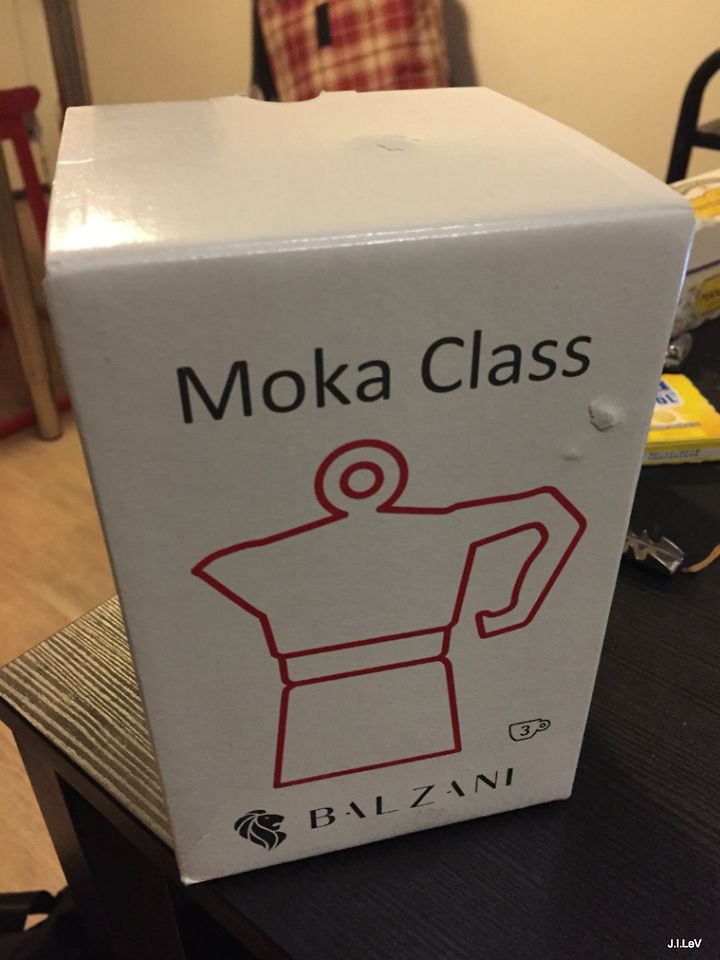 Moka Class
3
BALZANI
J.I.LeV